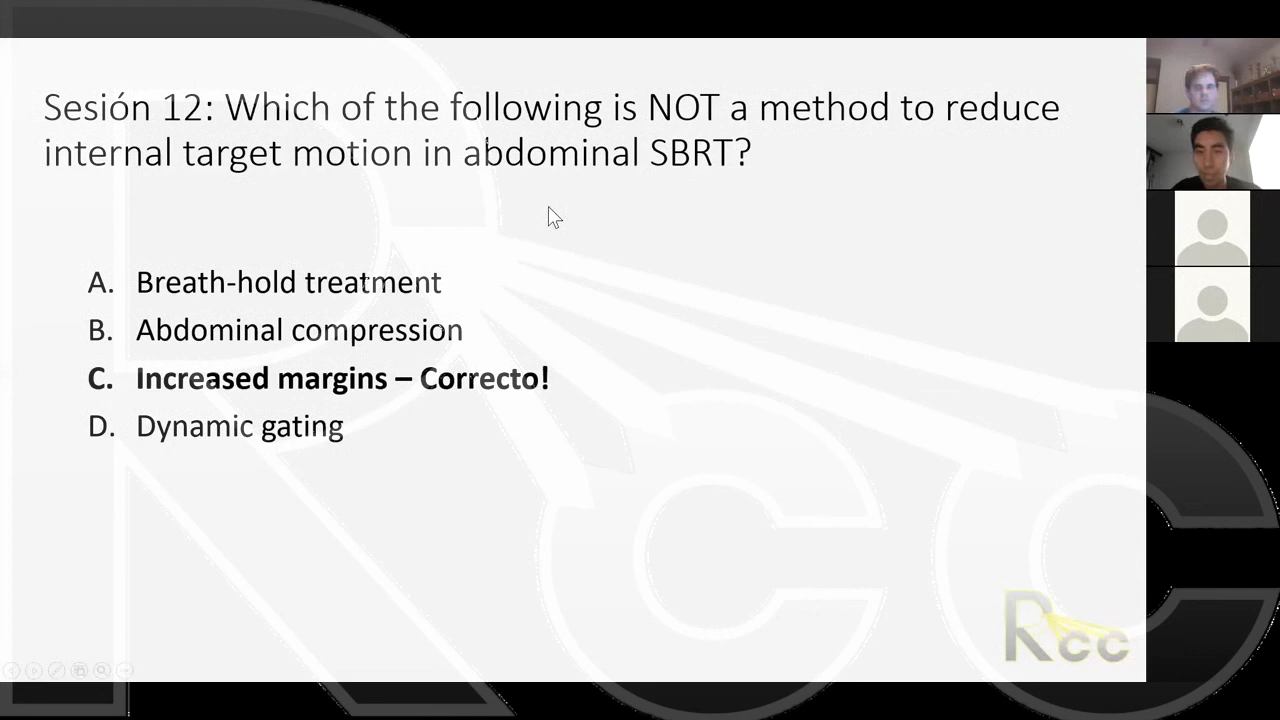 Sesión 12: Which of the following is NOT a method to reduce
internal target motion in abdominal SBRT?
A. Breath-hold treatment
B. Abdominal compression
C. Increased margins – Correcto!
D. Dynamic gating
Rcc